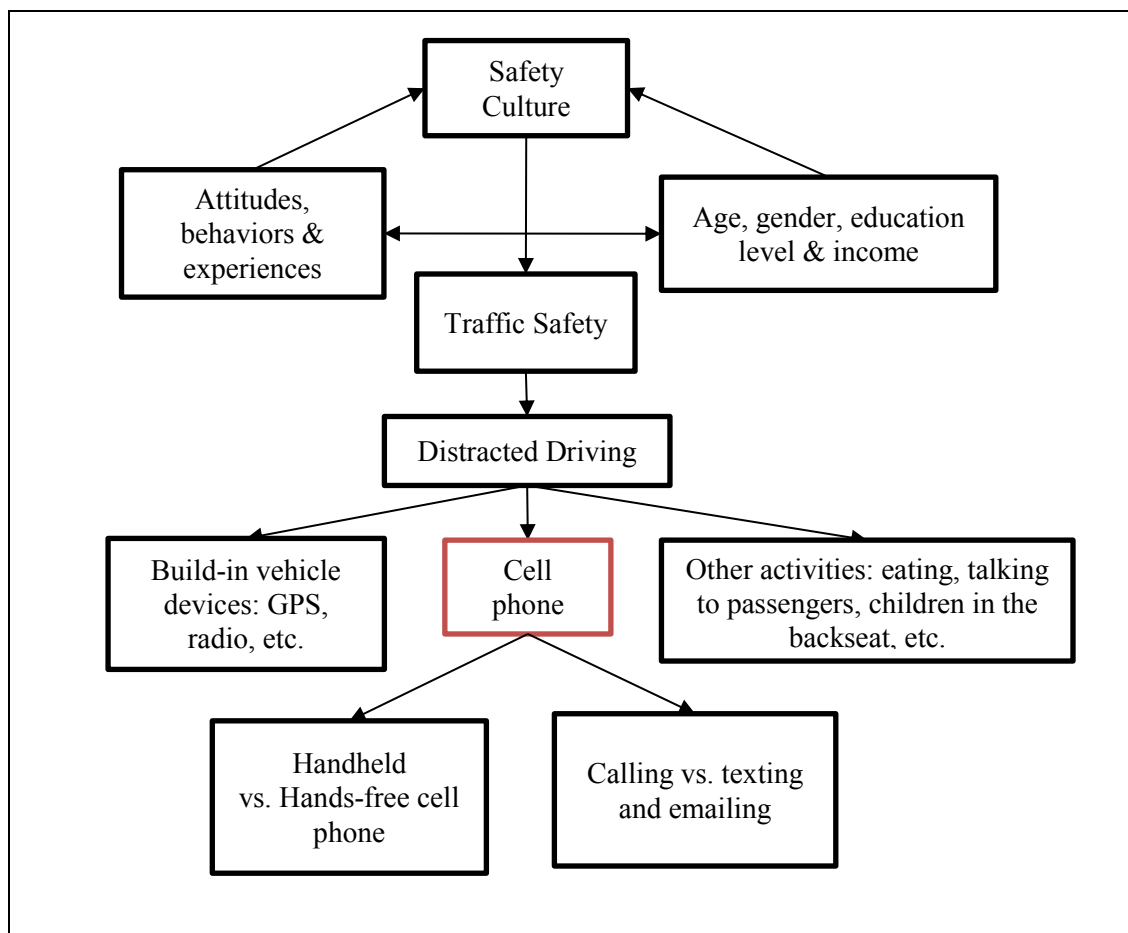 Safety
Culture
Attitudes,
behaviors &
experiences
Age, gender, education
level & income
Traffic Safety
Distracted Driving
Build-in vehicle
devices: GPS,
radio, etc.
Cell
phone
Other activities: eating, talking
to passengers, children in the
backseat, etc.
Handheld
vs. Hands-free cell
phone
Calling vs. texting
and emailing